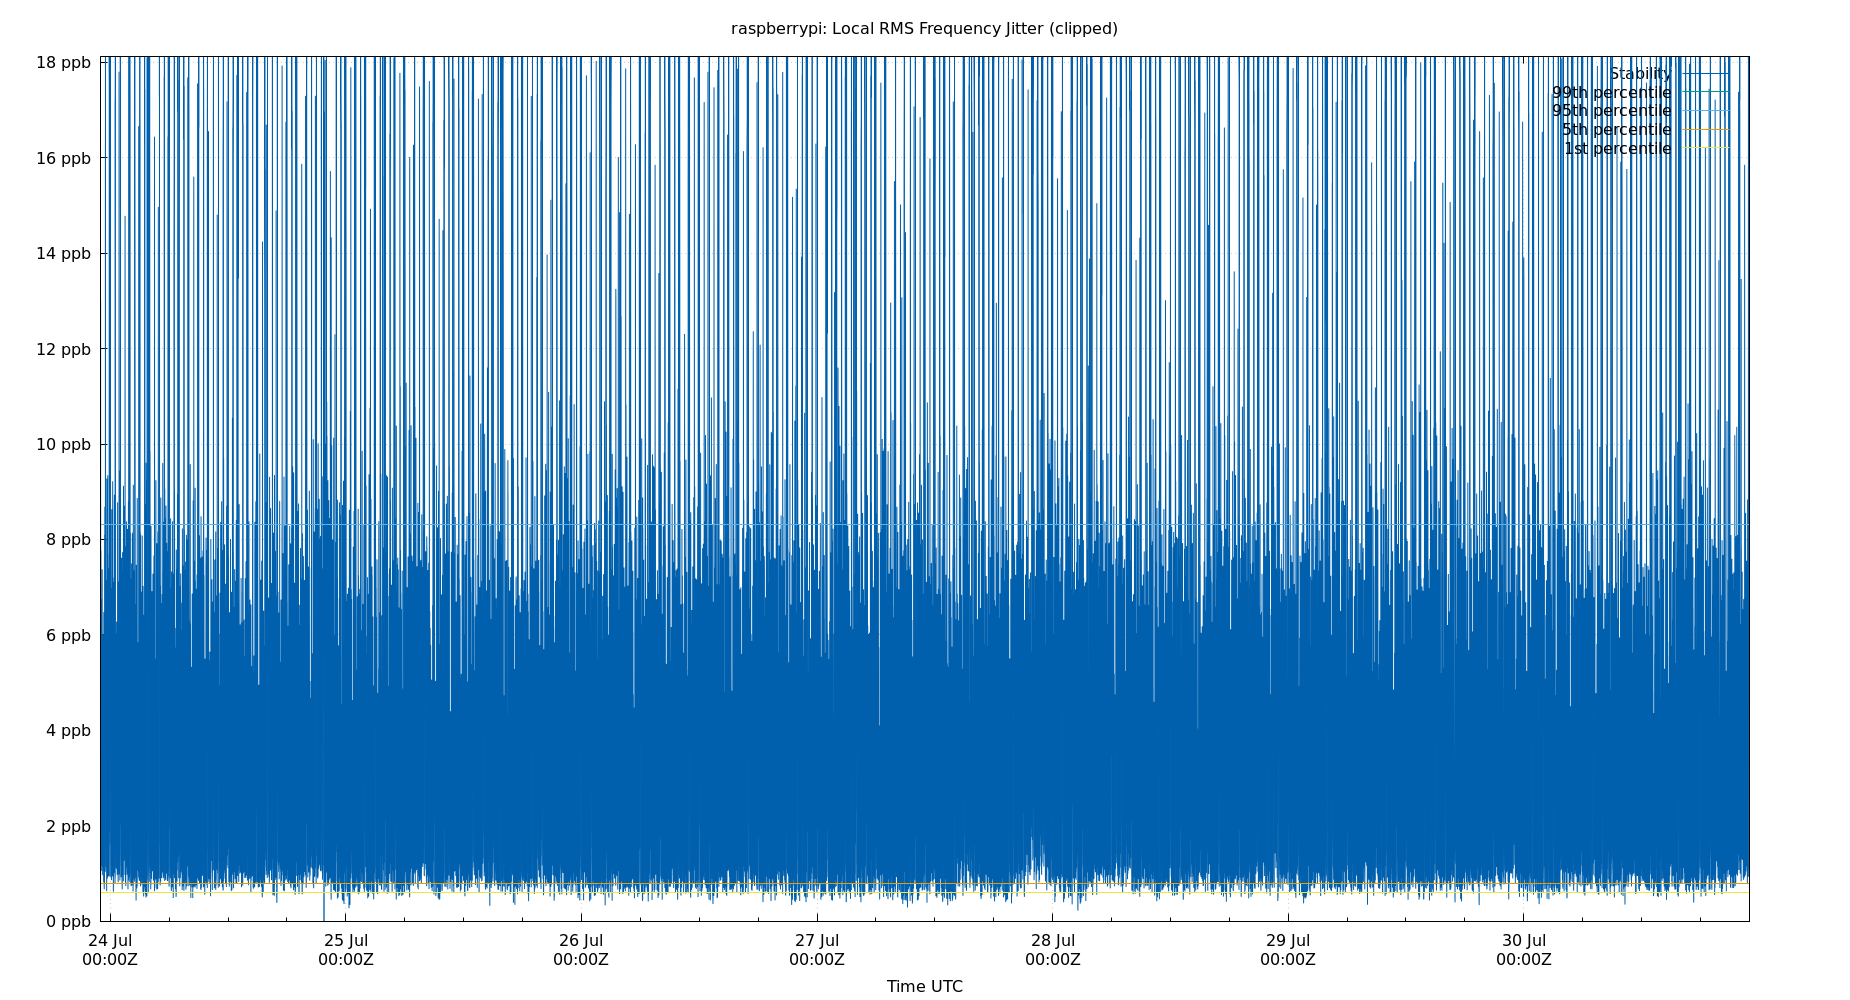 raspberrypi: Local RMS Frequency Jitter (clipped)
18 ppb
16 ppb
14 ppb
12 ppb
10 ppb
8 ppb
6 ppb
4 ppb
2 ppb
0 ppb
Stability
99th percentile
95th percentile
5th percentile
1st percentile
24 Jul 25 Jul 26 Jul 27 Jul 28 Jul 29 Jul 30 Jul
00:00Z 00:00Z 00:00Z 00:00Z 00:00Z 00:00Z 00:00Z
Time UTC